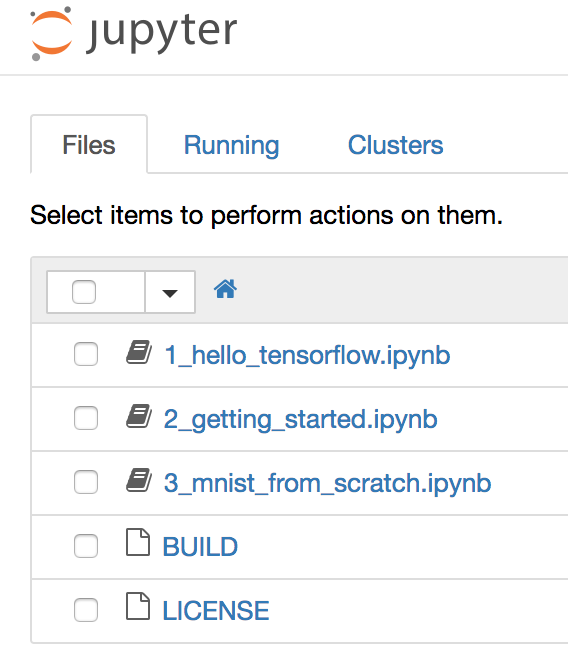 jupyter
Files Running Clusters
Select items to perform actions on them.
1_hello_tensorflow.ipynb
2_getting_started.ipynb
3_mnist_from_scratch.ipynb
BUILD
LICENSE